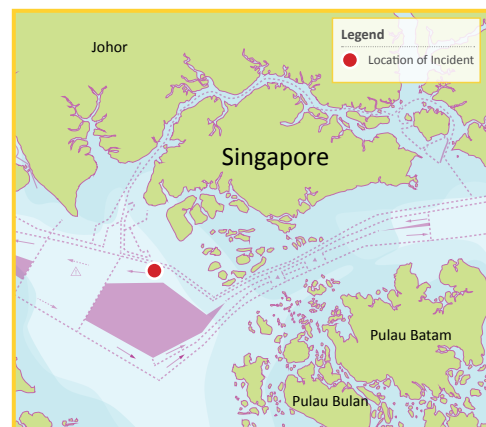 Johor
Legend
Location of Incident
Singapore
Pulau Batam
Pulau Bulan